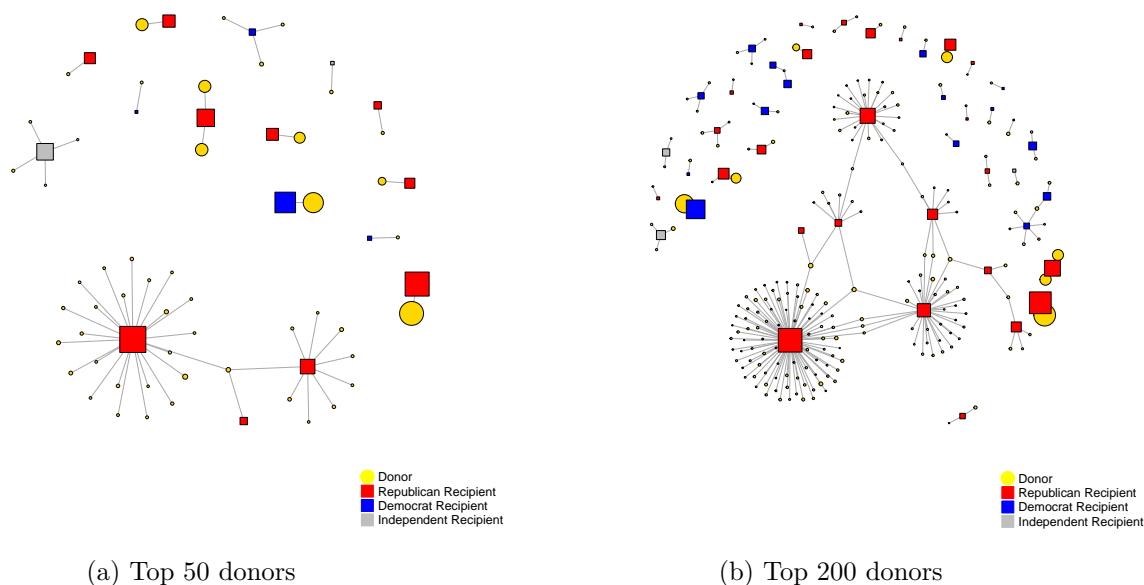 Donor
Republican Recipient
Democrat Recipient
Independent Recipient
(a) Top 50 donors
Donor
Republican Recipient
Democrat Recipient
Independent Recipient
(b) Top 200 donors